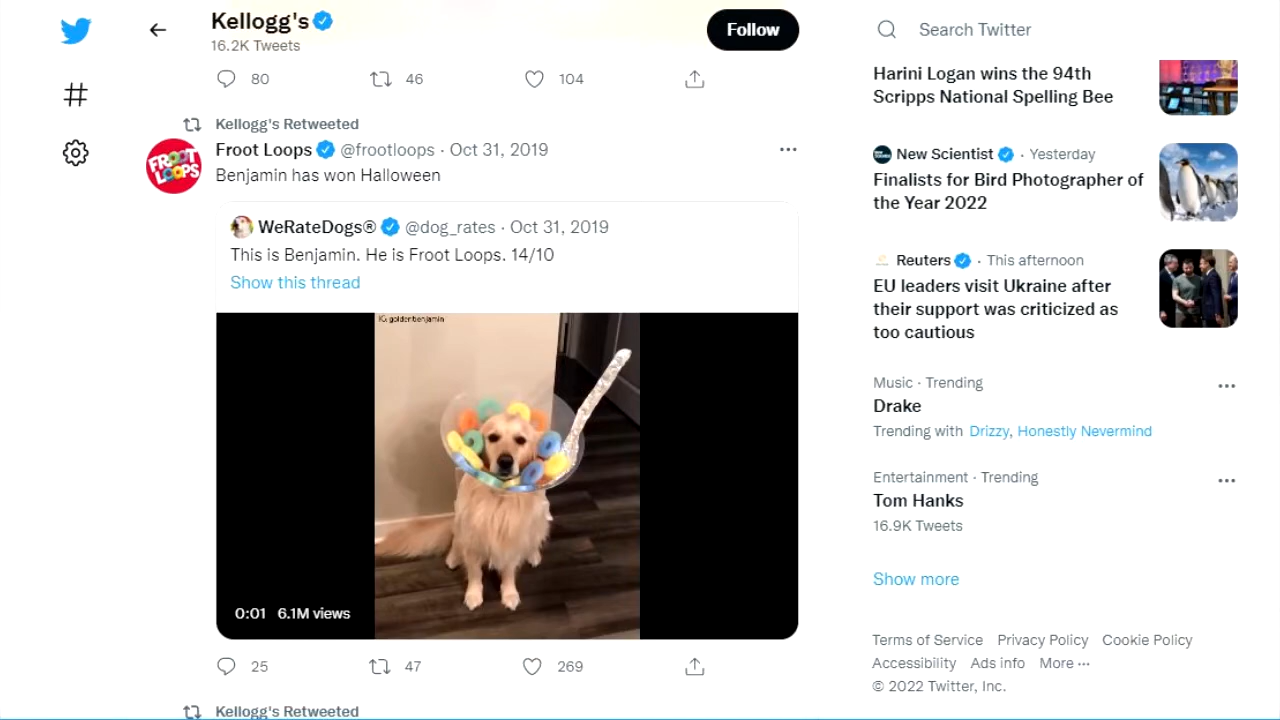 Kellogg's
16.2K Tweets
Follow
Search Twitter
80
46
104
Kellogg's Retweeted
Froot Loops @frootloops · Oct 31, 2019
Benjamin has won Halloween
FROOT
LOOPS
WeRateDogs® @dog_rates · Oct 31, 2019
This is Benjamin. He is Froot Loops. 14/10
Show this thread
IG: goldenbenjamin
0:01 6.1M views
25
47
269
Kellogg's Retweeted
Harini Logan wins the 94th
Scripps National Spelling Bee
New Scientist · Yesterday
Finalists for Bird Photographer of
the Year 2022
Reuters · This afternoon
EU leaders visit Ukraine after
their support was criticized as
too cautious
Music · Trending
Drake
Trending with Drizzy, Honestly Nevermind
Entertainment · Trending
Tom Hanks
16.9K Tweets
Show more
Terms of Service Privacy Policy Cookie Policy
Accessibility Ads info More ···
© 2022 Twitter, Inc.